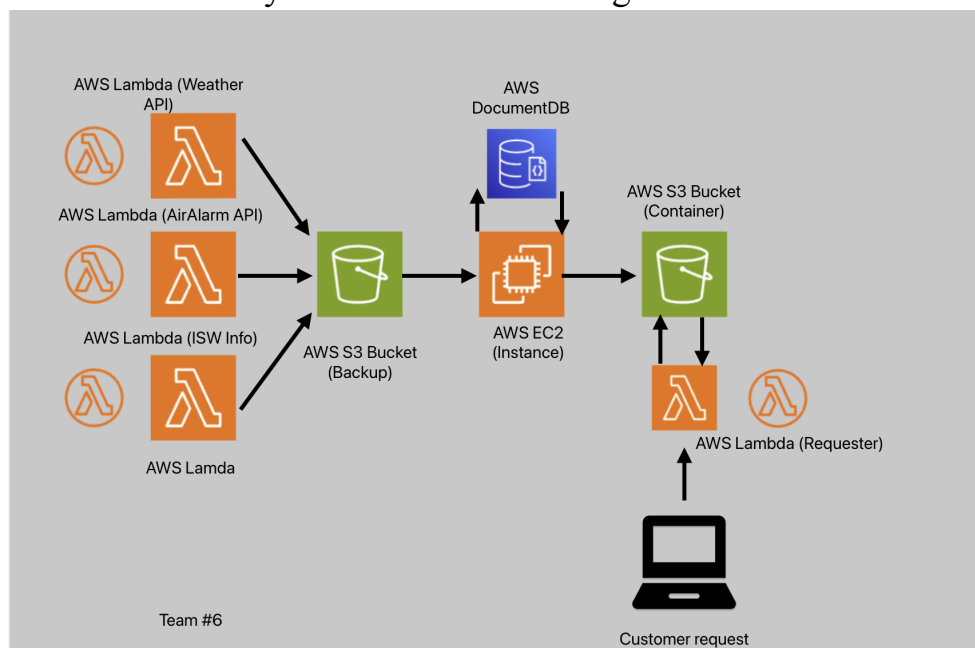 AWS Lambda (Weather
API)
AWS
DocumentDB
AWS S3 Bucket
(Container)
AWS Lambda (AirAlarm API)
AWS Lambda (ISW Info)
AWS S3 Bucket
(Backup)
AWS EC2
(Instance)
AWS Lambda (Requester)
AWS Lamda
Team #6
Customer request